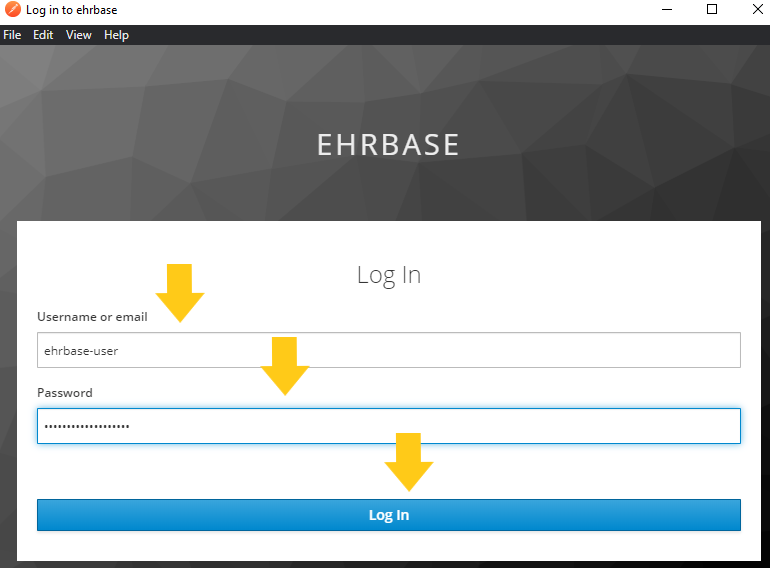 Log in to ehrbase
File Edit View Help
EHRBASE
Log In
Username or email
ehrbase-user
Password
•••••••••••••••••••
Log In